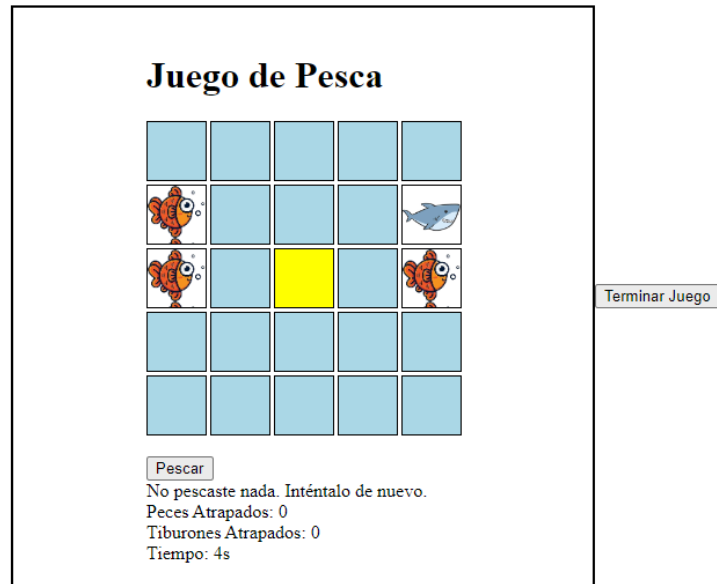 Juego de Pesca
Terminar Juego
Pescar
No pescaste nada. Inténtalo de nuevo.
Peces Atrapados: 0
Tiburones Atrapados: 0
Tiempo: 4s